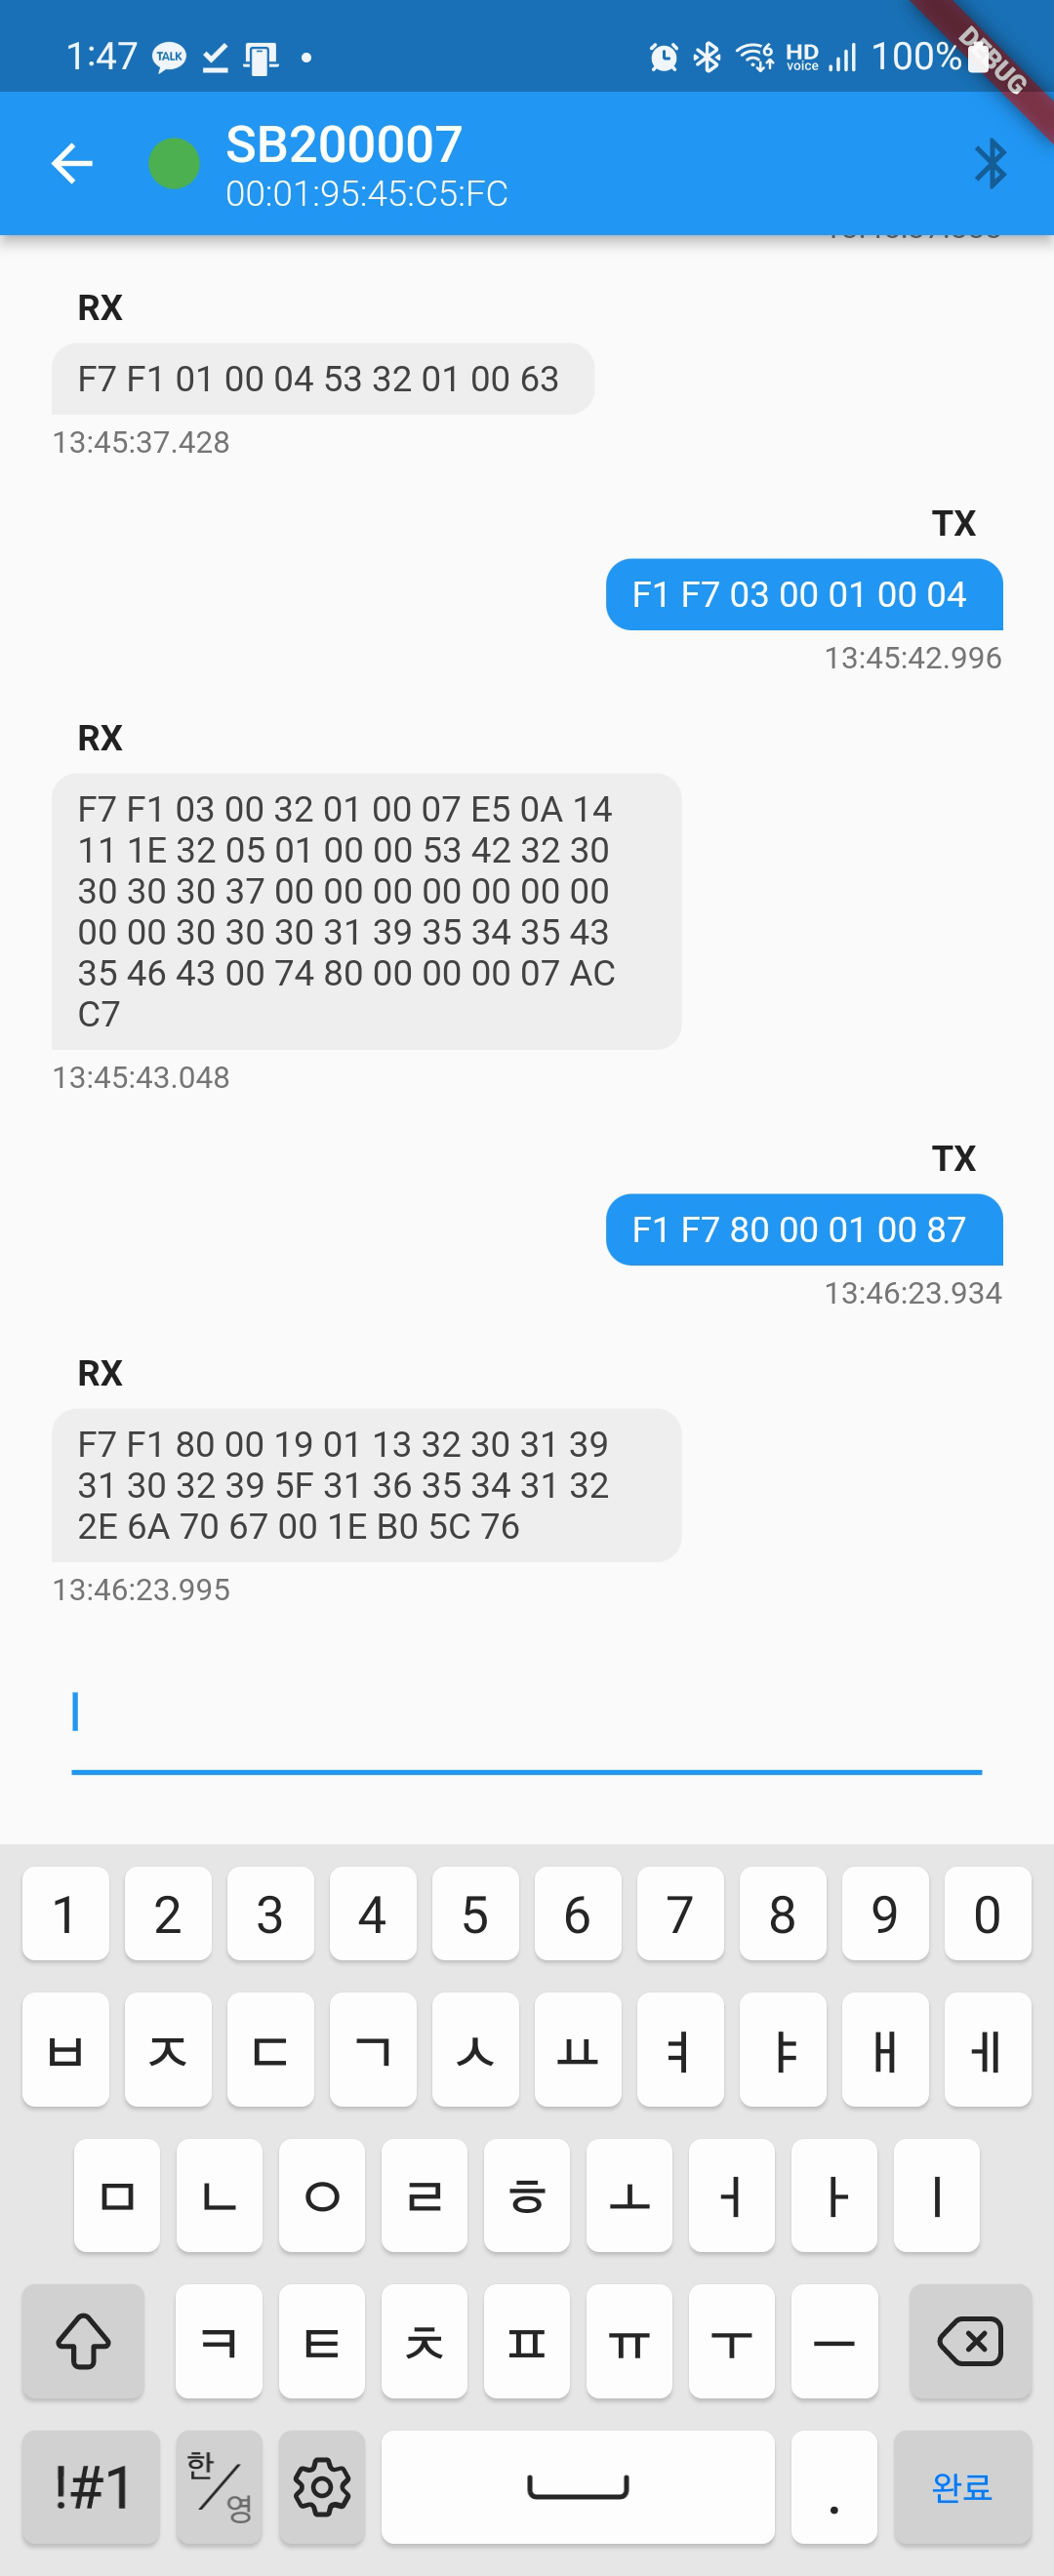 1:47 TALK HD voice 100%
DEBUG
SB200007
00:01:95:45:C5:FC
RX
F7 F1 01 00 04 53 32 01 00 63
13:45:37.428
TX
F1 F7 03 00 01 00 04
13:45:42.996
RX
F7 F1 03 00 32 01 00 07 E5 0A 14
11 1E 32 05 01 00 00 53 42 32 30
30 30 30 37 00 00 00 00 00 00 00
00 00 30 30 30 31 39 35 34 35 43
35 46 43 00 74 80 00 00 00 07 AC
C7
13:45:43.048
TX
F1 F7 80 00 01 00 87
13:46:23.934
RX
F7 F1 80 00 19 01 13 32 30 31 39
31 30 32 39 5F 31 36 35 34 31 32
2E 6A 70 67 00 1E B0 5C 76
13:46:23.995
1 2 3 4 5 6 7 8 9 0
ㅂ ㅈ ㄷ ㄱ ㅅ ㅛ ㅕ ㅑ ㅐ ㅔ
ㅁ ㄴ ㅇ ㄹ ㅎ ㅗ ㅓ ㅏ ㅣ
ㅋ ㅌ ㅊ ㅍ ㅠ ㅜ ㅡ
!#1 한/영 . 완료